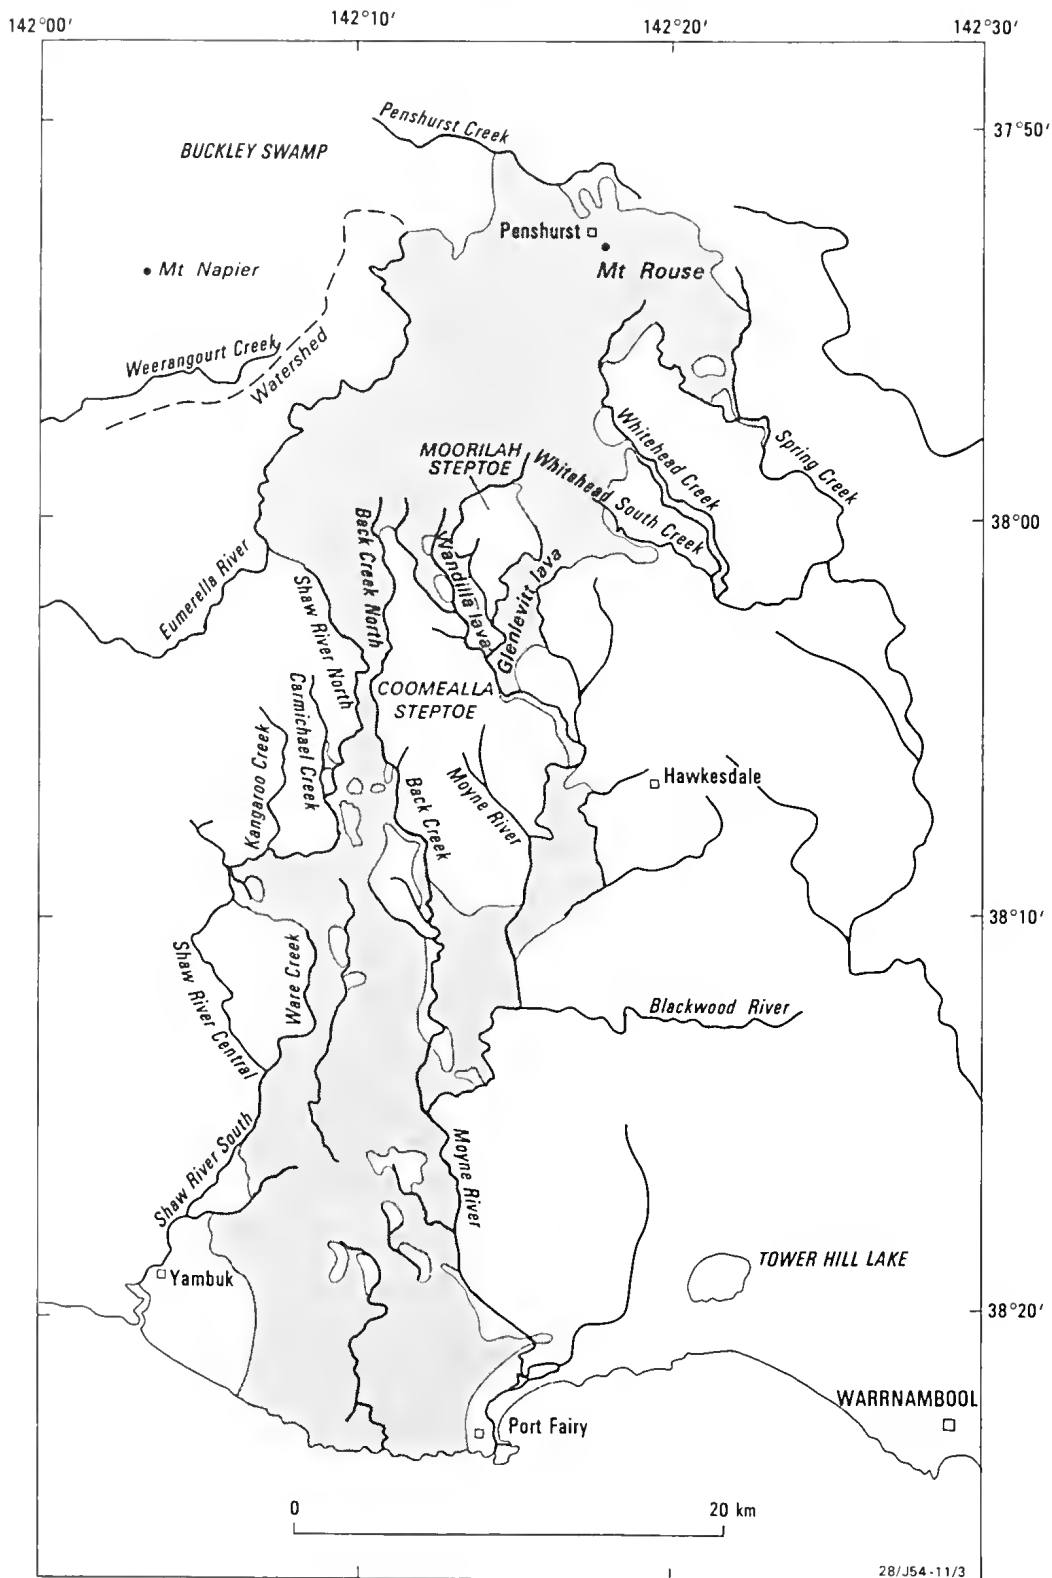 142°00'
142°10'
142°20'
142°30'
37°50'
Penshurst Creek
BUCKLEY SWAMP
Penshurst
Mt Rouse
Mt Napier
Weerangourt Creek
Watershed
MOORILAH
STEPTOE
Whitehead Creek
Whitehead South Creek
Spring Creek
38°00'
Back Creek North
Wandilla lava
Glenlevitt lava
Eumerella River
Shaw River North
COOMEALLA
STEPTOE
Carmichael Creek
Kangaroo Creek
Back Creek
Moyne River
Hawkesdale
38°10'
Shaw River Central
Ware Creek
Blackwood River
Shaw River South
Moyne River
TOWER HILL LAKE
Yambuk
38°20'
WARRNAMBOOL
Port Fairy
0
20 km
28/J54-11/3